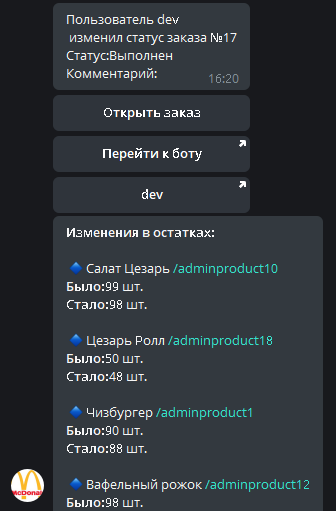 Пользователь dev
изменил статус заказа №17
Статус:Выполнен
Комментарий:
16:20
Открыть заказ
Перейти к боту
dev
Изменения в остатках:
Салат Цезарь /adminproduct10
Было:99 шт.
Стало:98 шт.
Цезарь Ролл /adminproduct18
Было:50 шт.
Стало:48 шт.
Чизбургер /adminproduct1
Было:90 шт.
Стало:88 шт.
Вафельный рожок /adminproduct12
Было:98 шт.
McDonal